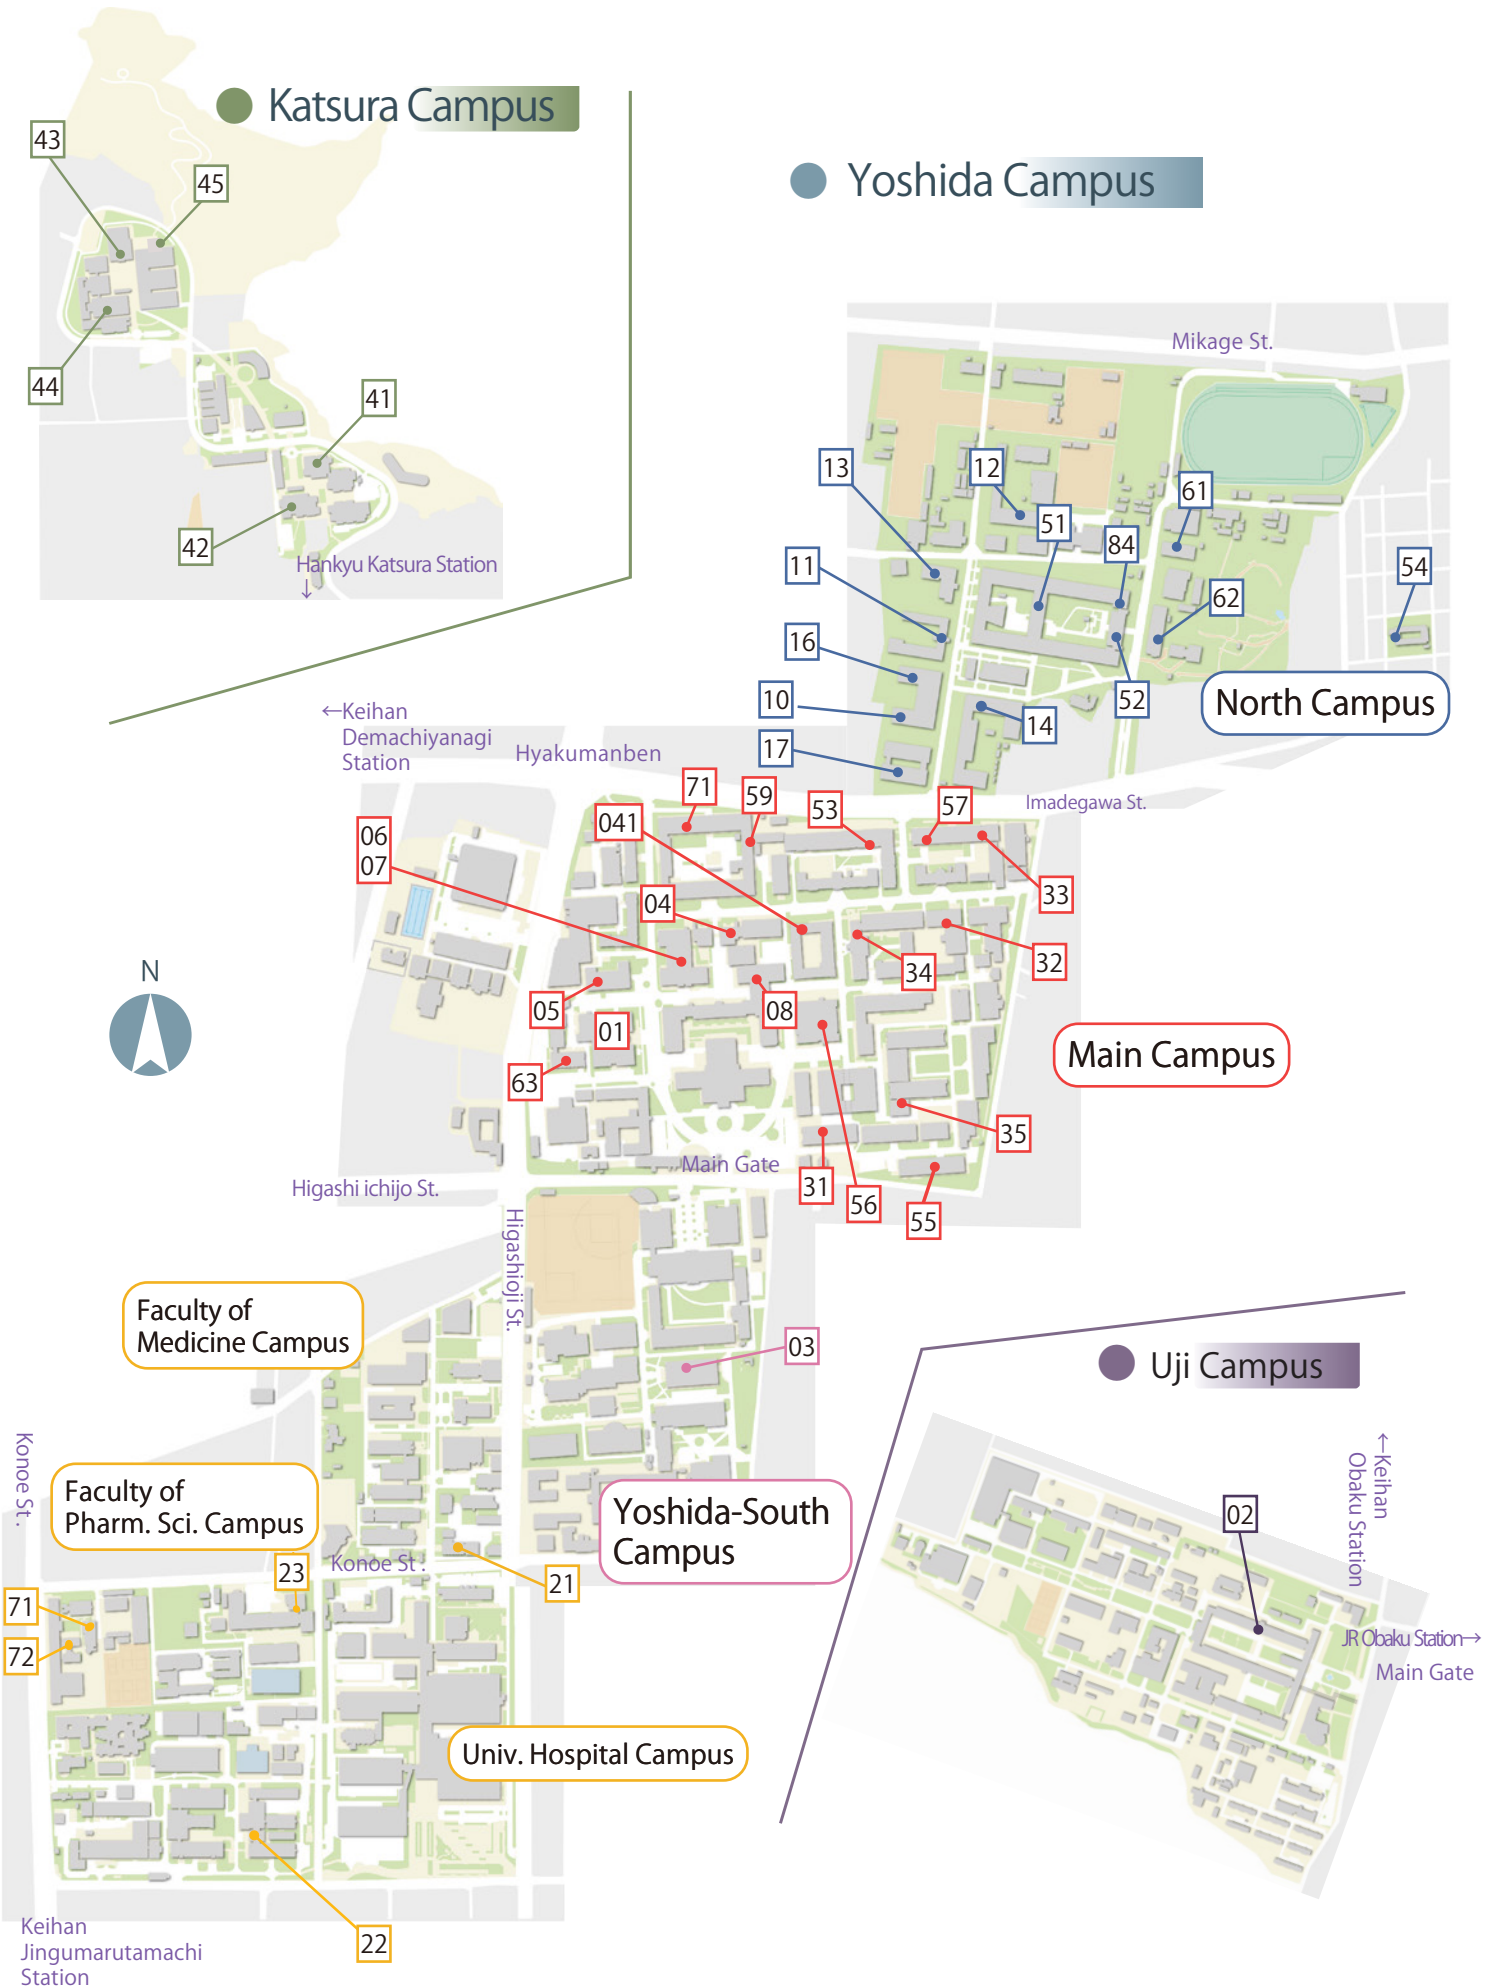 Katsura Campus
43
45
44
41
42
Hankyu Katsura Station
↓
Yoshida Campus
Mikage St.
13
12
61
51
84
11
54
62
16
10
52
14
17
North Campus
←Keihan
Demachiyanagi
Station
Hyakumanben
Imadegawa St.
71
59
53
57
041
06
07
04
33
34
32
05
08
01
63
35
31
56
55
Main Campus
N
Main Gate
Higashi ichijo St.
Higashioji St.
Faculty of
Medicine Campus
03
Faculty of
Pharm. Sci. Campus
Konoe St.
Yoshida-South
Campus
Konoe St.
23
21
71
72
Univ. Hospital Campus
22
Keihan
Jingumarutamachi
Station
Uji Campus
←Keihan
Obaku Station
02
JR Obaku Station→
Main Gate